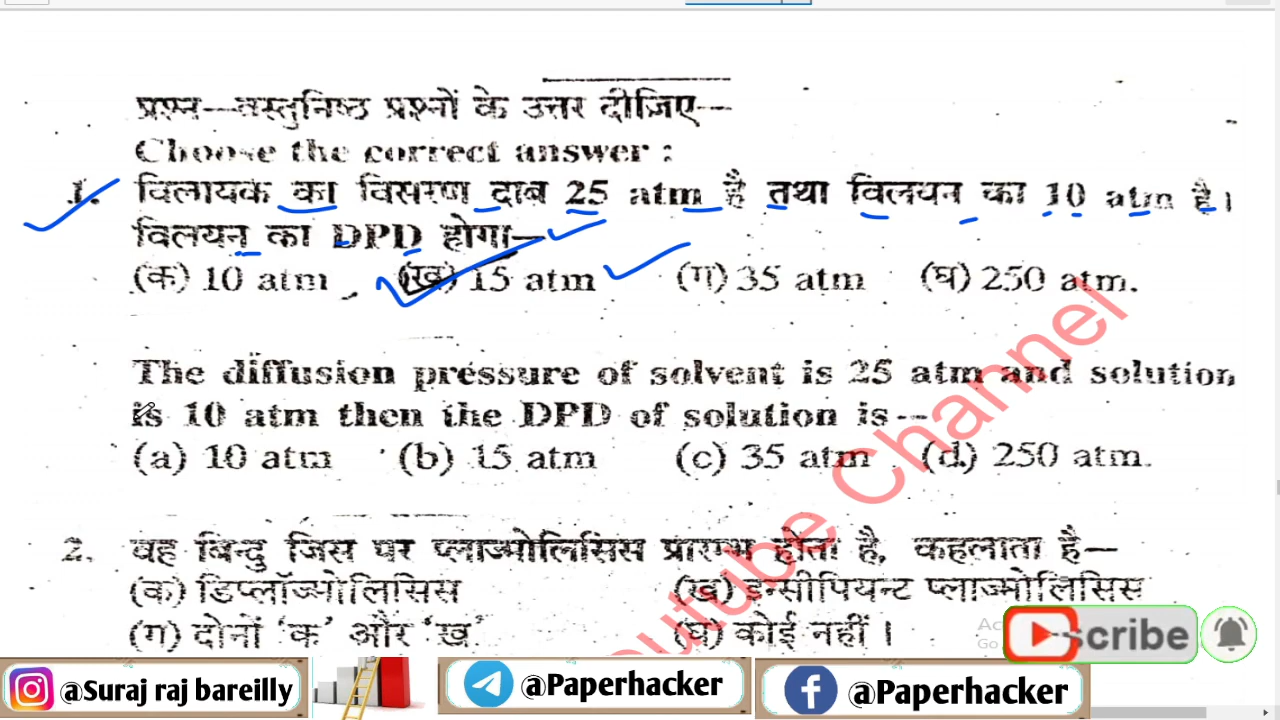 प्रश्न—वस्तुनिष्ठ प्रश्नों के उत्तर दीजिए—
Choose the correct answer :
1. विलायक का विसरण दाब 25 atm है तथा विलयन का 10 atm है।
विलयन का DPD होगा—
(क) 10 atm (ख) 15 atm (ग) 35 atm (घ) 250 atm.
The diffusion pressure of solvent is 25 atm and solution
is 10 atm then the DPD of solution is--
(a) 10 atm (b) 15 atm (c) 35 atm (d) 250 atm.
2. वह बिन्दु जिस पर प्लाज्मोलिसिस प्रारम्भ होता है, कहलाता है—
(क) डिप्लॉज्मोलिसिस (ख) इन्सीपियन्ट प्लाज्मोलिसिस
(ग) दोनों 'क' और 'ख' (घ) कोई नहीं।
outube Channel
scribe
@Suraj raj bareilly @Paperhacker @Paperhacker